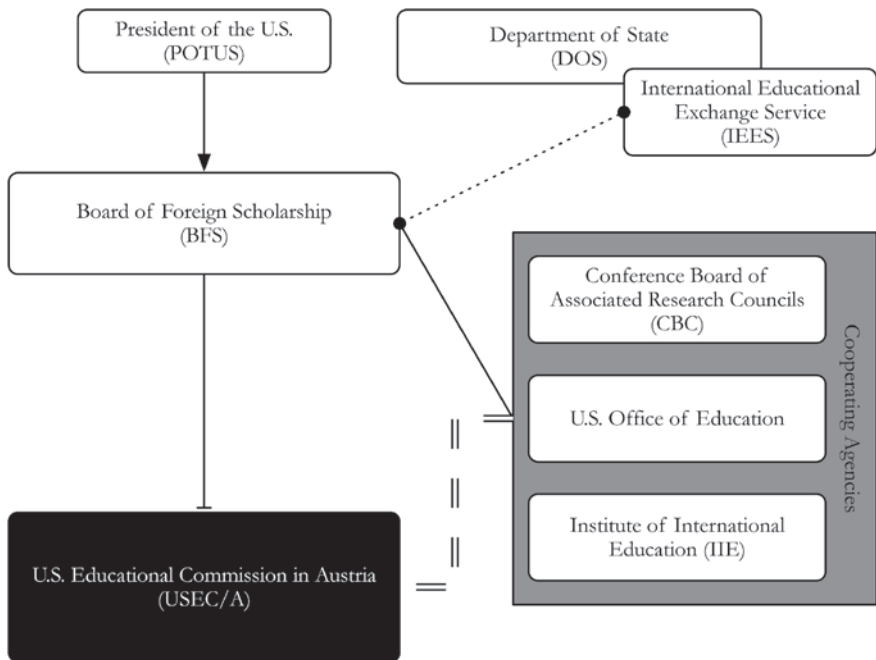 President of the U.S.
(POTUS)
Department of State
(DOS)
International Educational
Exchange Service
(IEES)
Board of Foreign Scholarship
(BFS)
Conference Board of
Associated Research Councils
(CBC)
U.S. Office of Education
Institute of International
Education (IIE)
Cooperating Agencies
U.S. Educational Commission in Austria
(USEC/A)